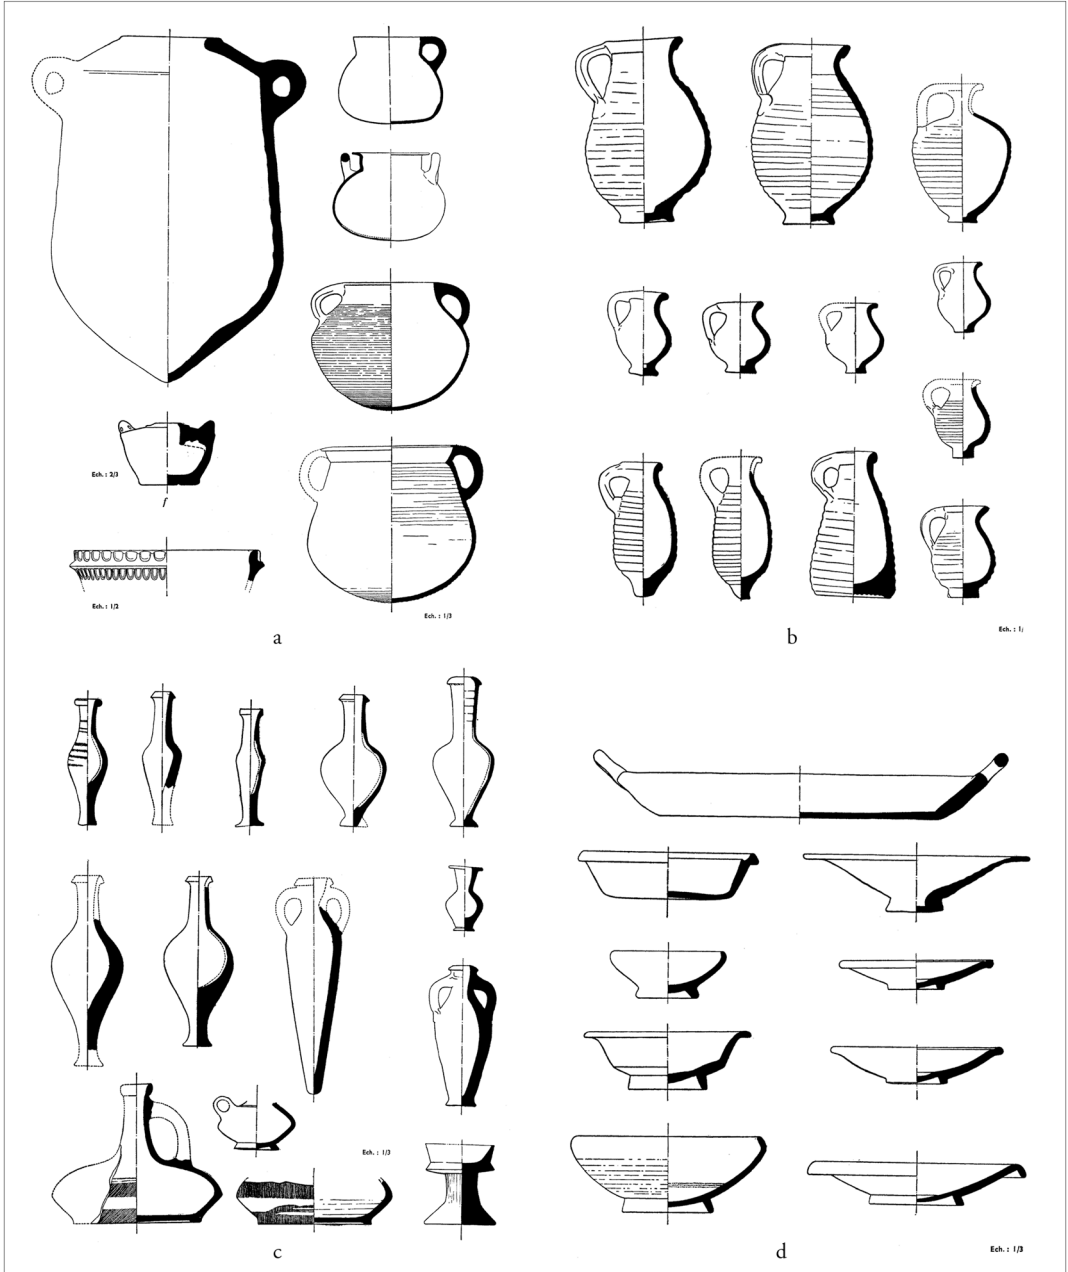 Ech. : 2/3
Ech. : 1/2
Ech. : 1/3
a
Ech. : 1/
b
Ech. : 1/3
c
d
Ech. : 1/3